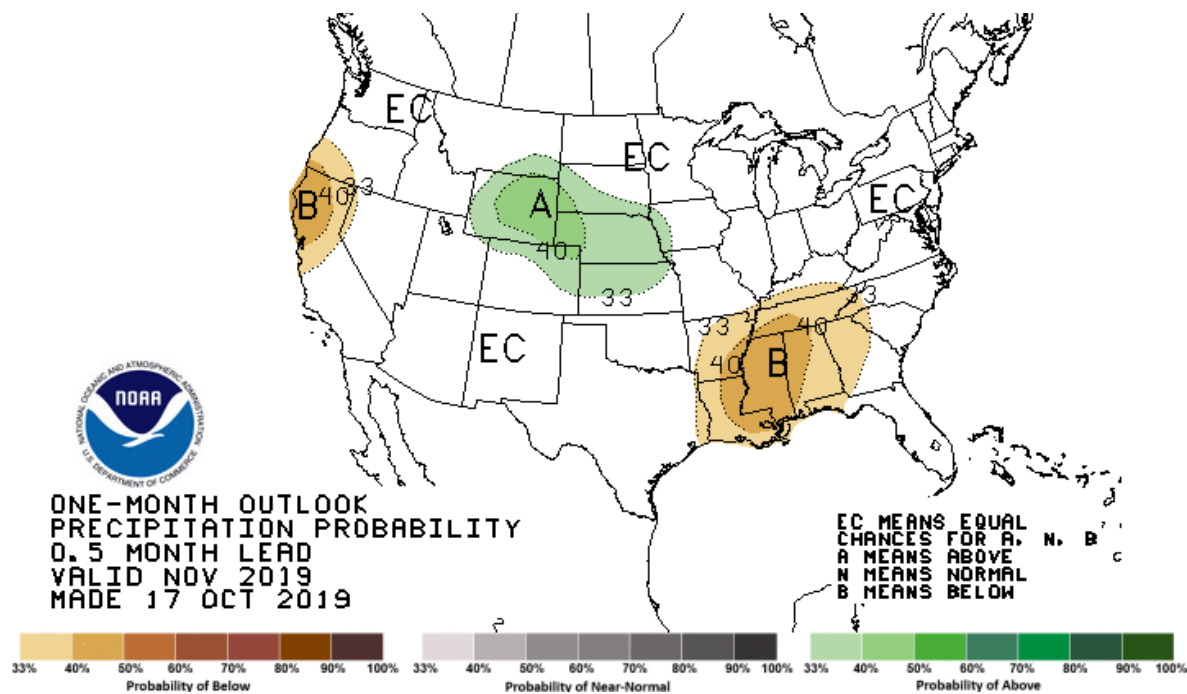 EC
EC
EC
33
40
B
A
40
33
33
33
40
EC
40
B
NATIONAL OCEANIC AND ATMOSPHERIC ADMINISTRATION
NOAA
U.S. DEPARTMENT OF COMMERCE
ONE-MONTH OUTLOOK
PRECIPITATION PROBABILITY
0.5 MONTH LEAD
VALID NOV 2019
MADE 17 OCT 2019
EC MEANS EQUAL
CHANCES FOR A, N, B
A MEANS ABOVE
N MEANS NORMAL
B MEANS BELOW
33% 40% 50% 60% 70% 80% 90% 100%
Probability of Below
33% 40% 50% 60% 70% 80% 90% 100%
Probability of Near-Normal
33% 40% 50% 60% 70% 80% 90% 100%
Probability of Above